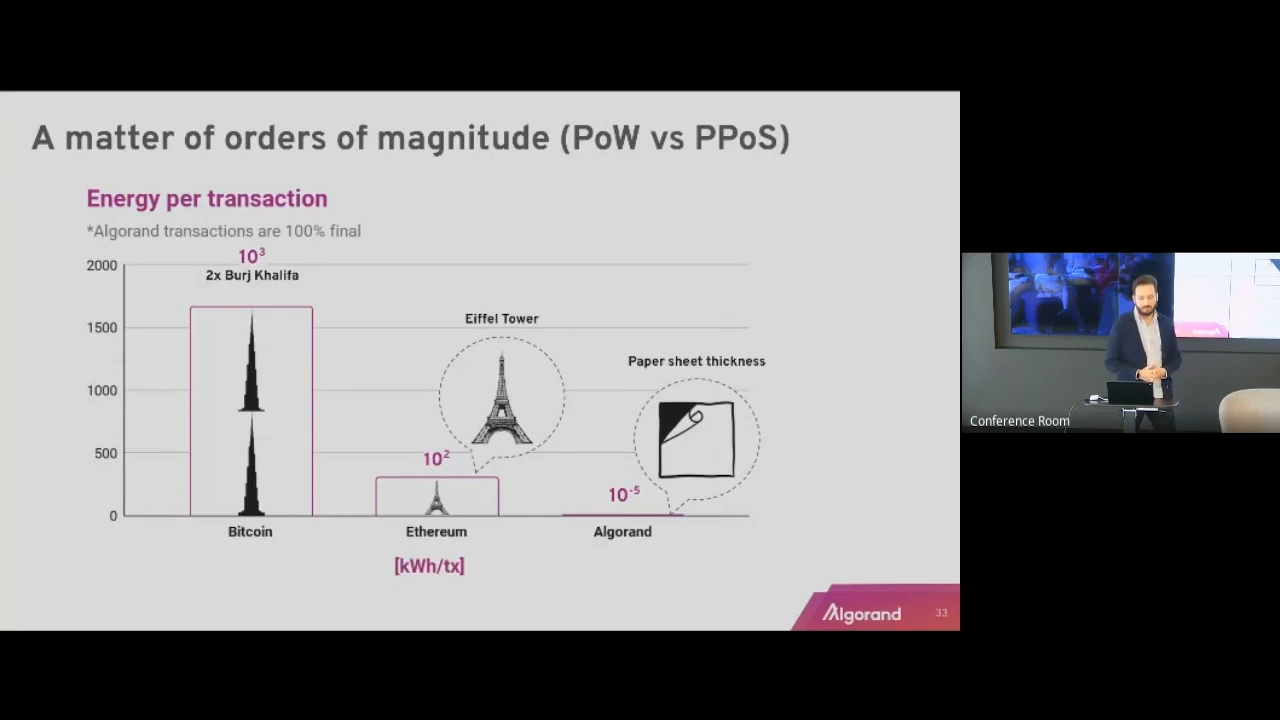 A matter of orders of magnitude (PoW vs PPoS)
Energy per transaction
*Algorand transactions are 100% final
10³
2x Burj Khalifa
2000
1500
1000
500
0
Eiffel Tower
Paper sheet thickness
10²
10⁻⁵
Bitcoin
Ethereum
Algorand
[kWh/tx]
Algorand
33
Conference Room